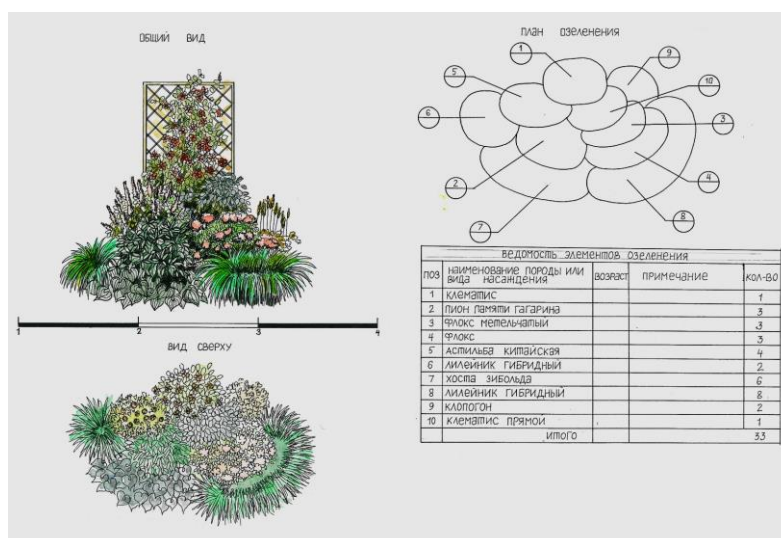 ОБЩИЙ ВИД
ПЛАН ОЗЕЛЕНЕНИЯ
1
9
5
10
6
3
2
4
7
8
1 2 3 4
ВИД СВЕРХУ
ВЕДОМОСТЬ ЭЛЕМЕНТОВ ОЗЕЛЕНЕНИЯ
ПОЗ НАИМЕНОВАНИЕ ПОРОДЫ ИЛИ ВИДА НАСАЖДЕНИЯ ВОЗРАСТ ПРИМЕЧАНИЕ КОЛ-ВО
1 КЛЕМАТИС 1
2 ПИОН ПАМЯТИ ГАГАРИНА 3
3 ФЛОКС МЕТЕЛЬЧАТЫЙ 3
4 ФЛОКС 3
5 АСТИЛЬБА КИТАЙСКАЯ 4
6 ЛИЛЕЙНИК ГИБРИДНЫЙ 2
7 ХОСТА ЗИБОЛЬДА 6
8 ЛИЛЕЙНИК ГИБРИДНЫЙ 8
9 КЛОПОГОН 2
10 КЛЕМАТИС ПРЯМОЙ 1
ИТОГО 33